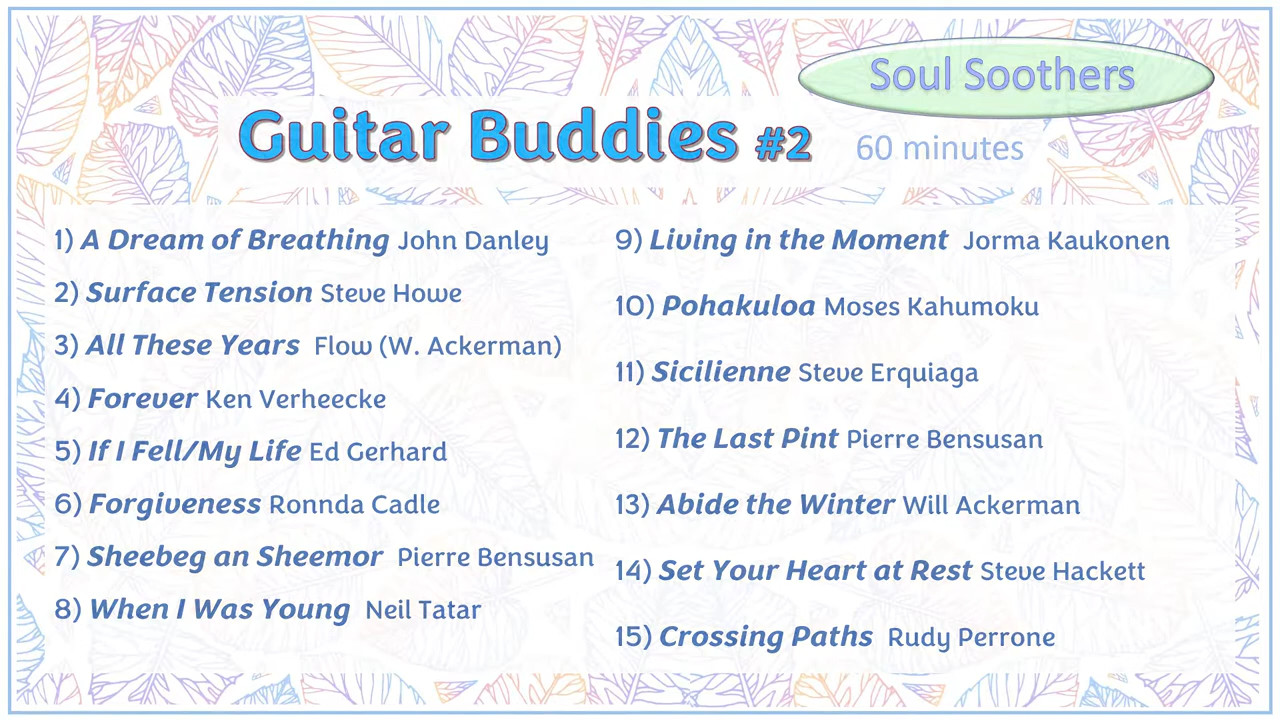 Soul Soothers
Guitar Buddies #2
60 minutes
1) A Dream of Breathing John Danley
2) Surface Tension Steve Howe
3) All These Years Flow (W. Ackerman)
4) Forever Ken Verheecke
5) If I Fell/My Life Ed Gerhard
6) Forgiveness Ronnda Cadle
7) Sheebeg an Sheemor Pierre Bensusan
8) When I Was Young Neil Tatar
9) Living in the Moment Jorma Kaukonen
10) Pohakuloa Moses Kahumoku
11) Sicilienne Steve Erquiaga
12) The Last Pint Pierre Bensusan
13) Abide the Winter Will Ackerman
14) Set Your Heart at Rest Steve Hackett
15) Crossing Paths Rudy Perrone